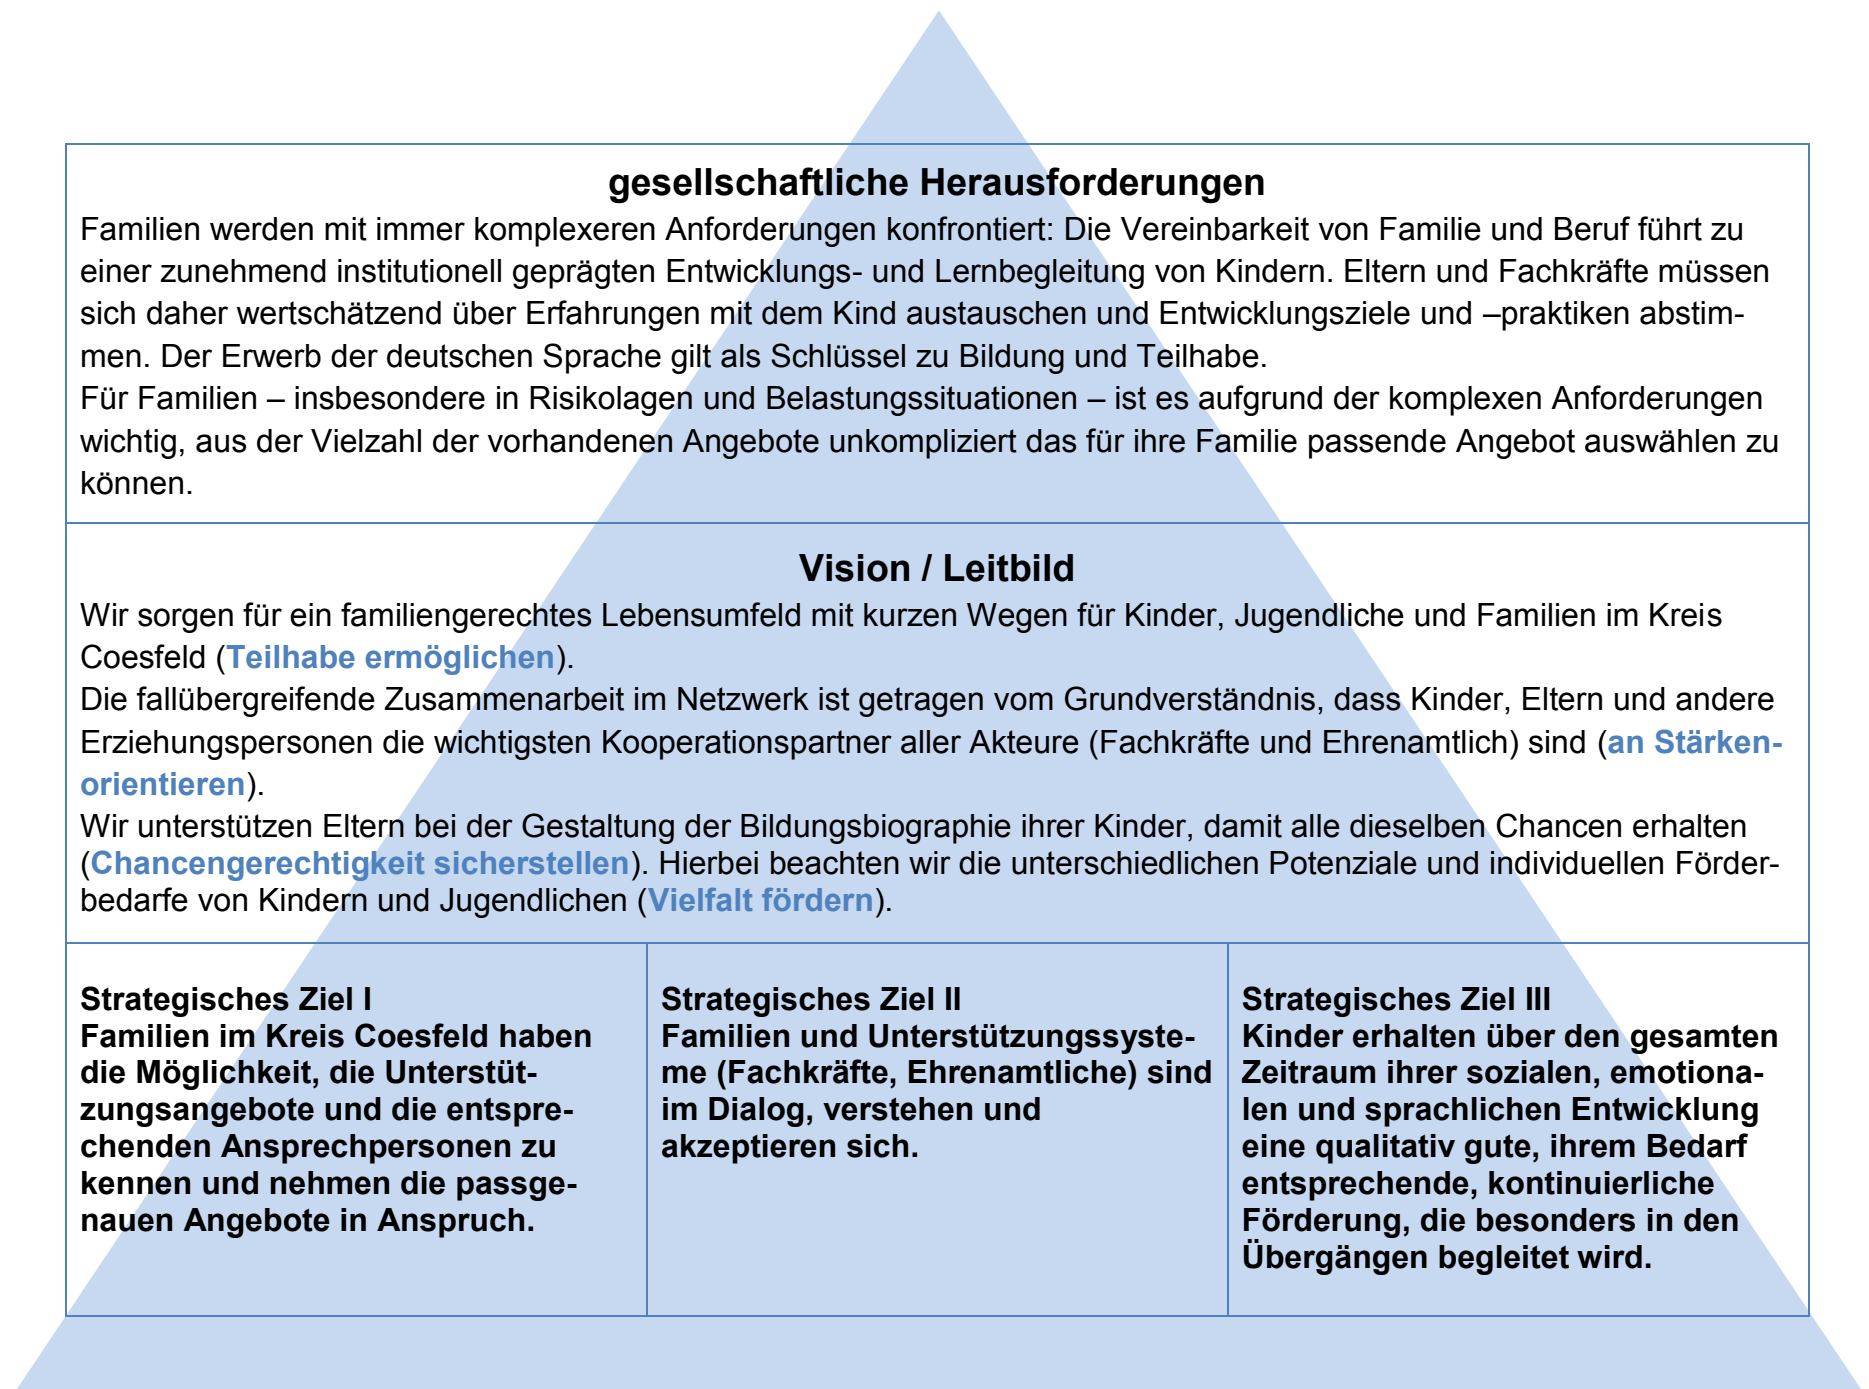 gesellschaftliche Herausforderungen
Familien werden mit immer komplexeren Anforderungen konfrontiert: Die Vereinbarkeit von Familie und Beruf führt zu
einer zunehmend institutionell geprägten Entwicklungs- und Lernbegleitung von Kindern. Eltern und Fachkräfte müssen
sich daher wertschätzend über Erfahrungen mit dem Kind austauschen und Entwicklungsziele und –praktiken abstim-
men. Der Erwerb der deutschen Sprache gilt als Schlüssel zu Bildung und Teilhabe.
Für Familien – insbesondere in Risikolagen und Belastungssituationen – ist es aufgrund der komplexen Anforderungen
wichtig, aus der Vielzahl der vorhandenen Angebote unkompliziert das für ihre Familie passende Angebot auswählen zu
können.
Vision / Leitbild
Wir sorgen für ein familiengerechtes Lebensumfeld mit kurzen Wegen für Kinder, Jugendliche und Familien im Kreis
Coesfeld (Teilhabe ermöglichen).
Die fallübergreifende Zusammenarbeit im Netzwerk ist getragen vom Grundverständnis, dass Kinder, Eltern und andere
Erziehungspersonen die wichtigsten Kooperationspartner aller Akteure (Fachkräfte und Ehrenamtlich) sind (an Stärken-
orientieren).
Wir unterstützen Eltern bei der Gestaltung der Bildungsbiographie ihrer Kinder, damit alle dieselben Chancen erhalten
(Chancengerechtigkeit sicherstellen). Hierbei beachten wir die unterschiedlichen Potenziale und individuellen Förder-
bedarfe von Kindern und Jugendlichen (Vielfalt fördern).
Strategisches Ziel I
Familien im Kreis Coesfeld haben
die Möglichkeit, die Unterstüt-
zungsangebote und die entspre-
chenden Ansprechpersonen zu
kennen und nehmen die passge-
nauen Angebote in Anspruch.
Strategisches Ziel II
Familien und Unterstützungssyste-
me (Fachkräfte, Ehrenamtliche) sind
im Dialog, verstehen und
akzeptieren sich.
Strategisches Ziel III
Kinder erhalten über den gesamten
Zeitraum ihrer sozialen, emotiona-
len und sprachlichen Entwicklung
eine qualitativ gute, ihrem Bedarf
entsprechende, kontinuierliche
Förderung, die besonders in den
Übergängen begleitet wird.